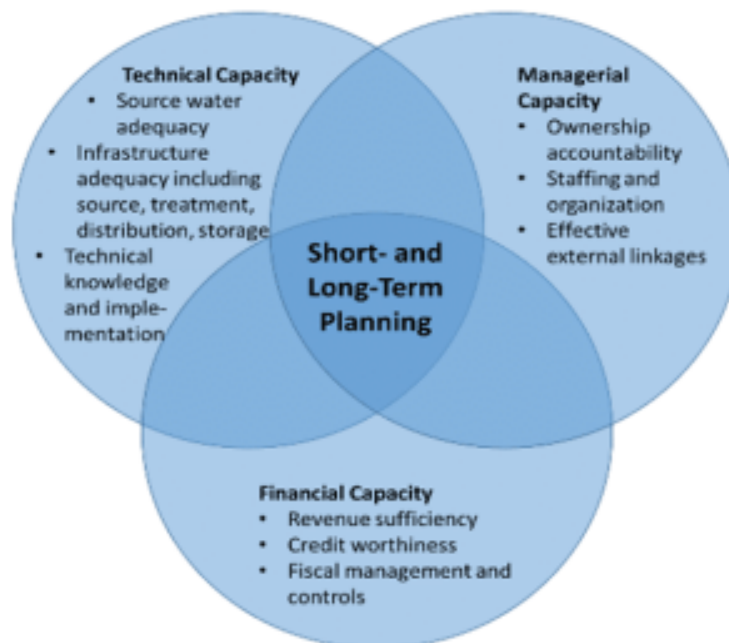 Technical Capacity
• Source water
adequacy
• Infrastructure
adequacy including
source, treatment,
distribution, storage
• Technical
knowledge
and imple-
mentation
Managerial
Capacity
• Ownership
accountability
• Staffing and
organization
• Effective
external linkages
Short- and
Long-Term
Planning
Financial Capacity
• Revenue sufficiency
• Credit worthiness
• Fiscal management and
controls